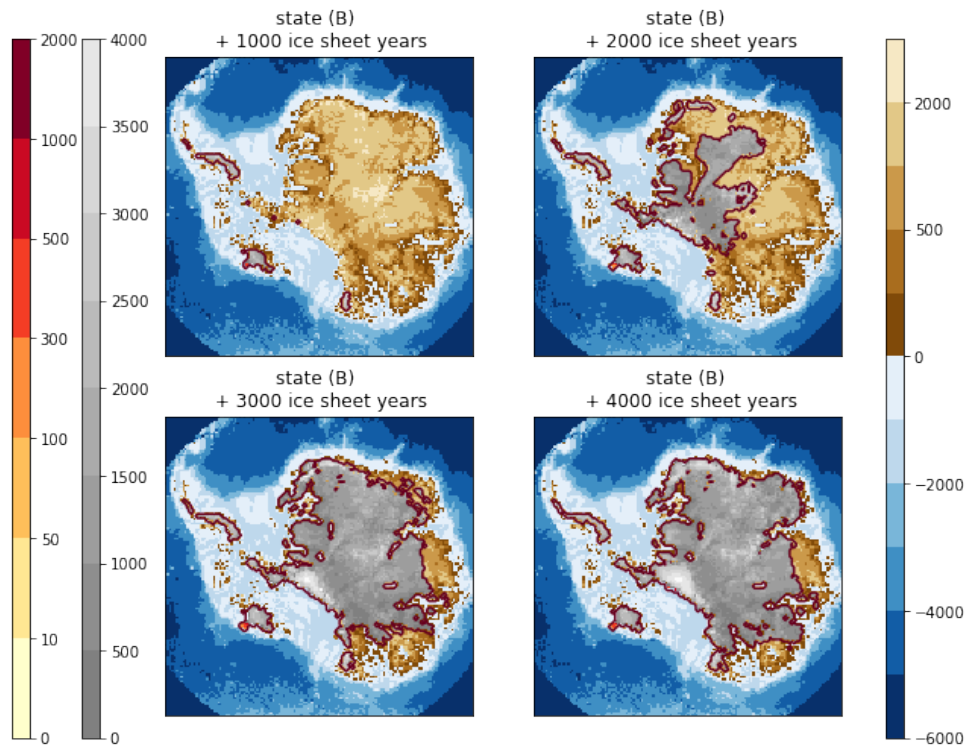 state (B)
+ 1000 ice sheet years
state (B)
+ 2000 ice sheet years
2000
1000
500
300
100
50
10
0
4000
3500
3000
2500
2000
1500
1000
500
0
2000
500
0
−2000
−4000
−6000
state (B)
+ 3000 ice sheet years
state (B)
+ 4000 ice sheet years